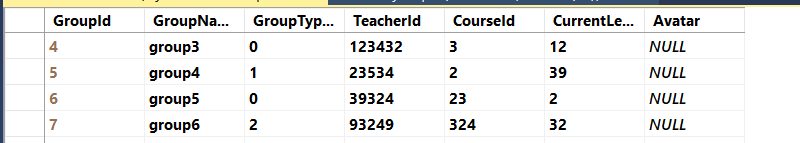 GroupId GroupNa... GroupTyp... TeacherId CourseId CurrentLe... Avatar
4 group3 0 123432 3 12 NULL
5 group4 1 23534 2 39 NULL
6 group5 0 39324 23 2 NULL
7 group6 2 93249 324 32 NULL